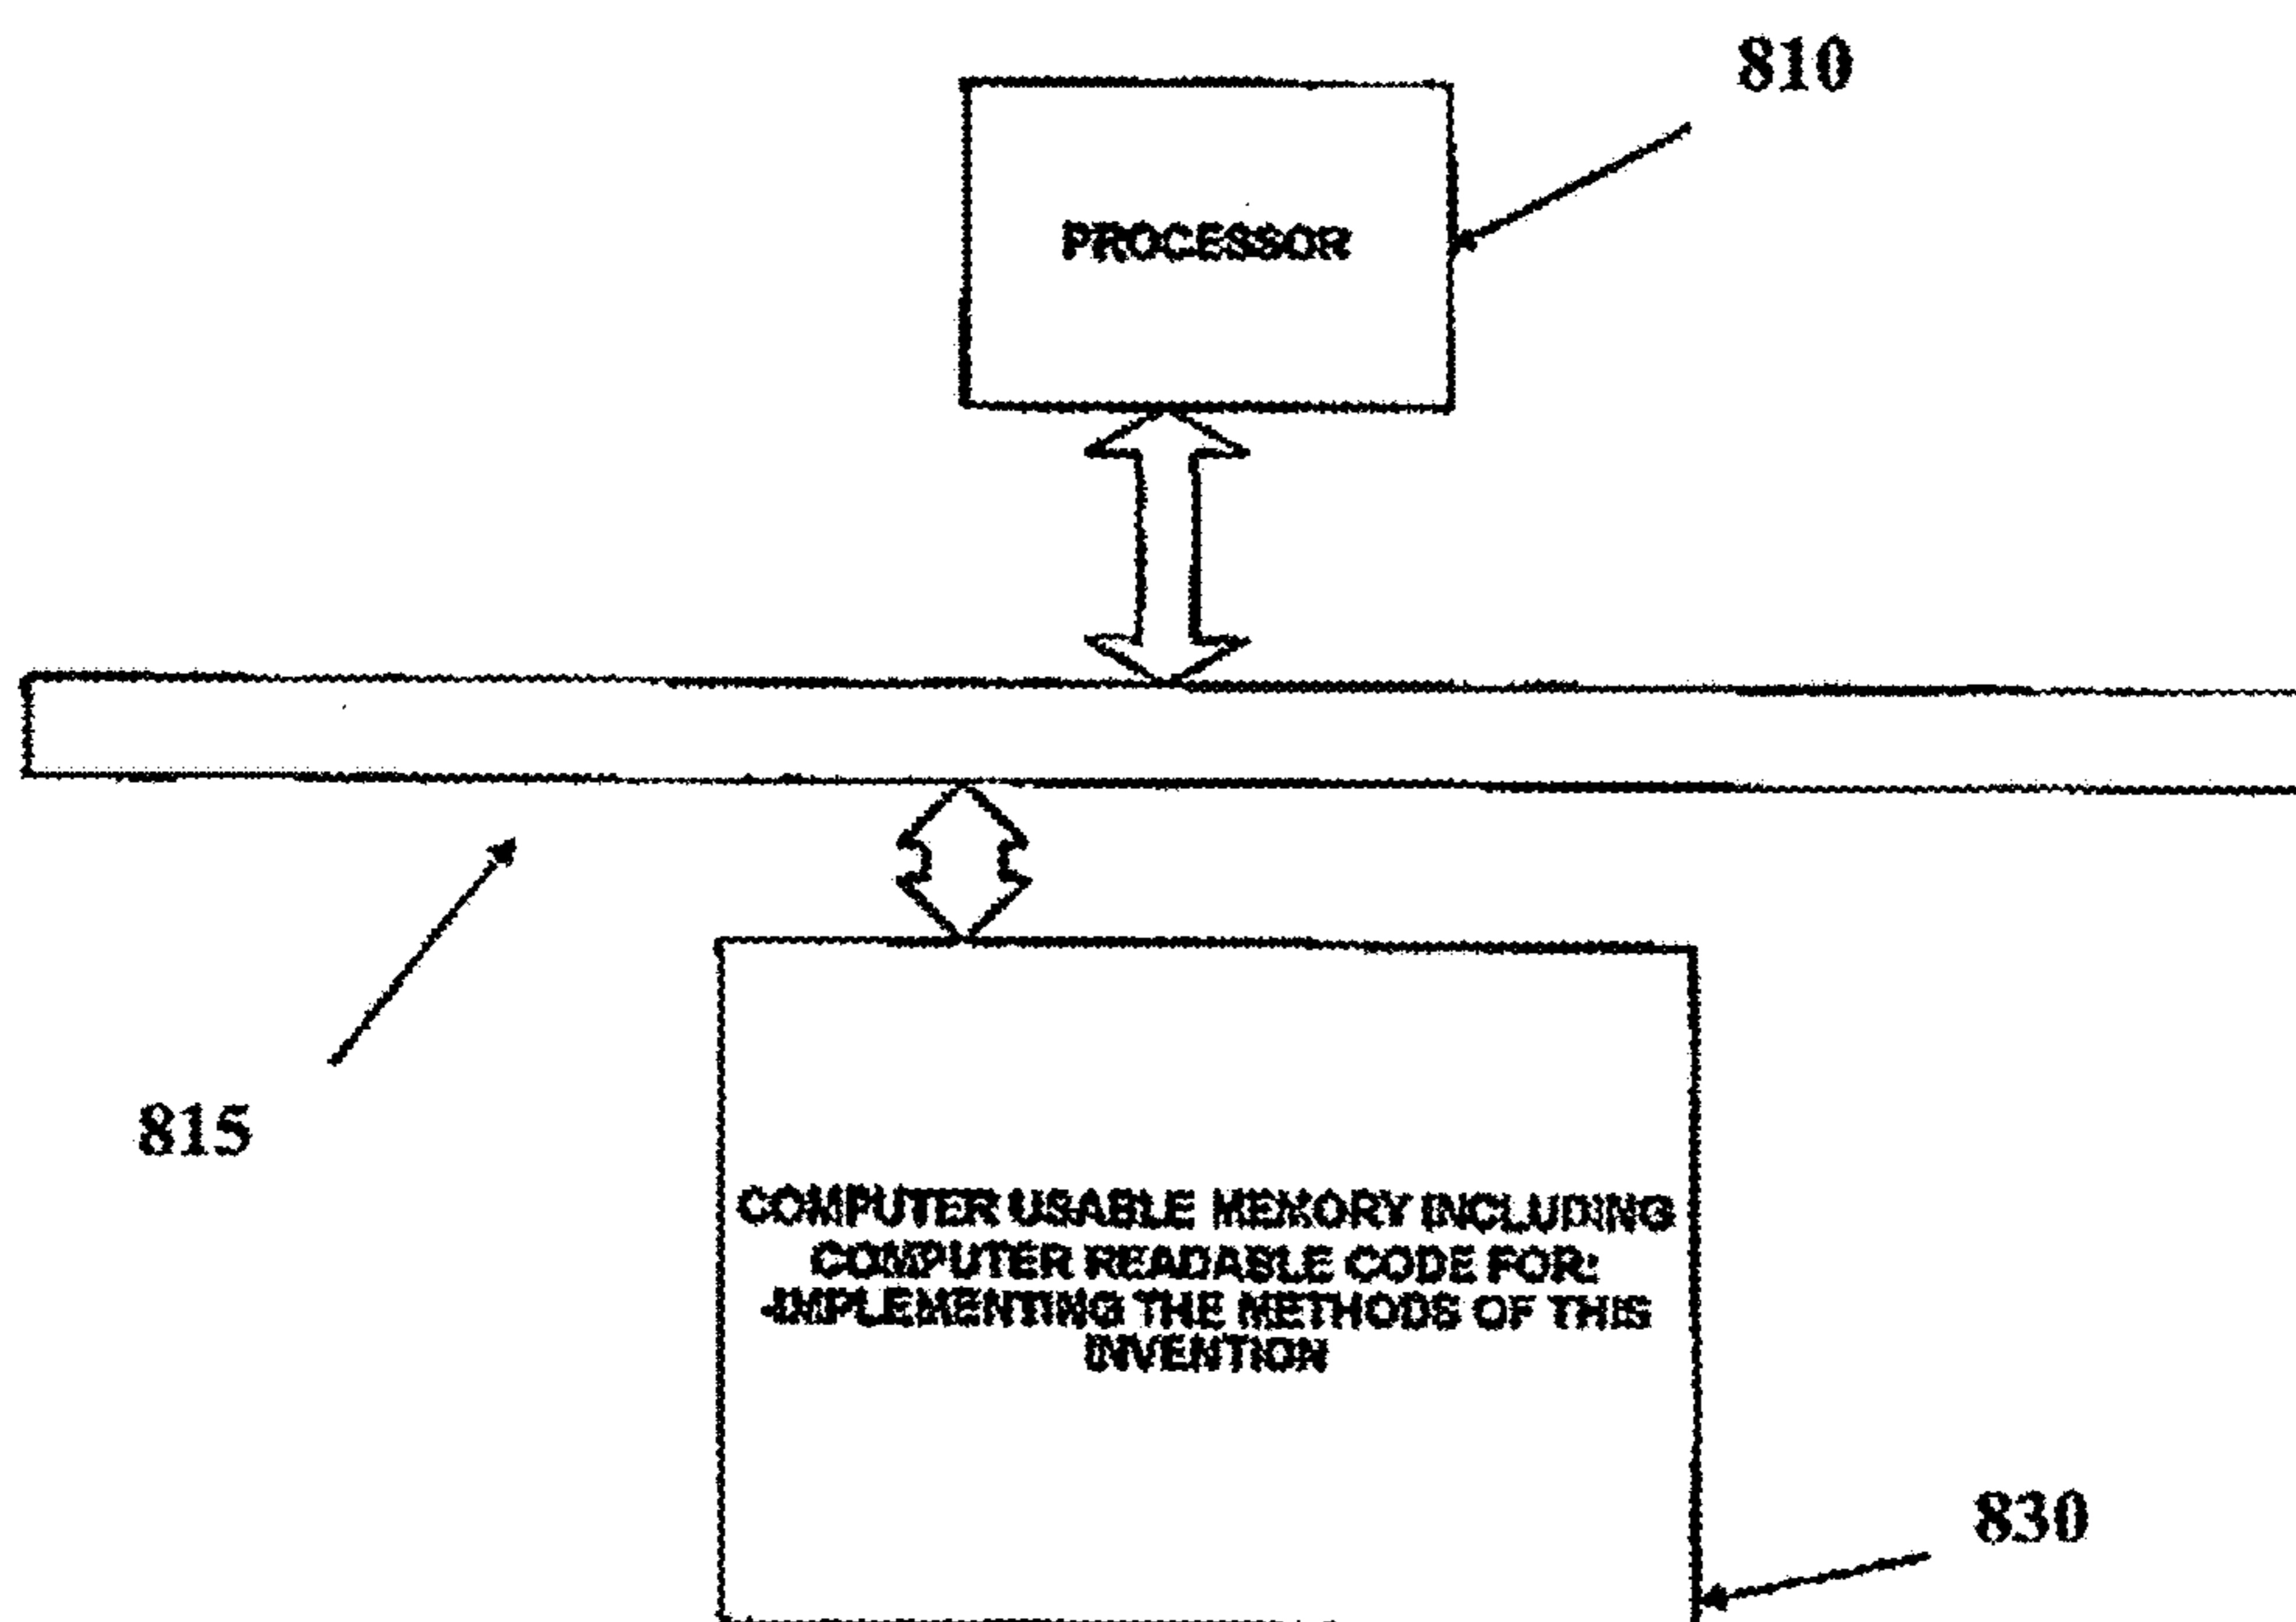 810
PROCESSOR
815
COMPUTER USABLE MEMORY INCLUDING
COMPUTER READABLE CODE FOR:
-IMPLEMENTING THE METHODS OF THIS
INVENTION
830